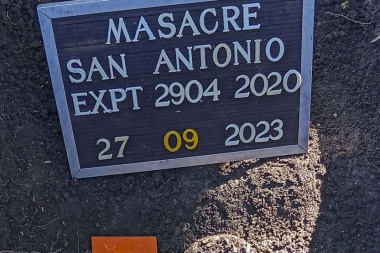 MASACRE
SAN ANTONIO
EXPT 2904 2020
27 09 2023